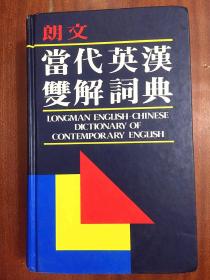 朗文
當代英漢
雙解詞典
LONGMAN ENGLISH-CHINESE
DICTIONARY OF
CONTEMPORARY ENGLISH